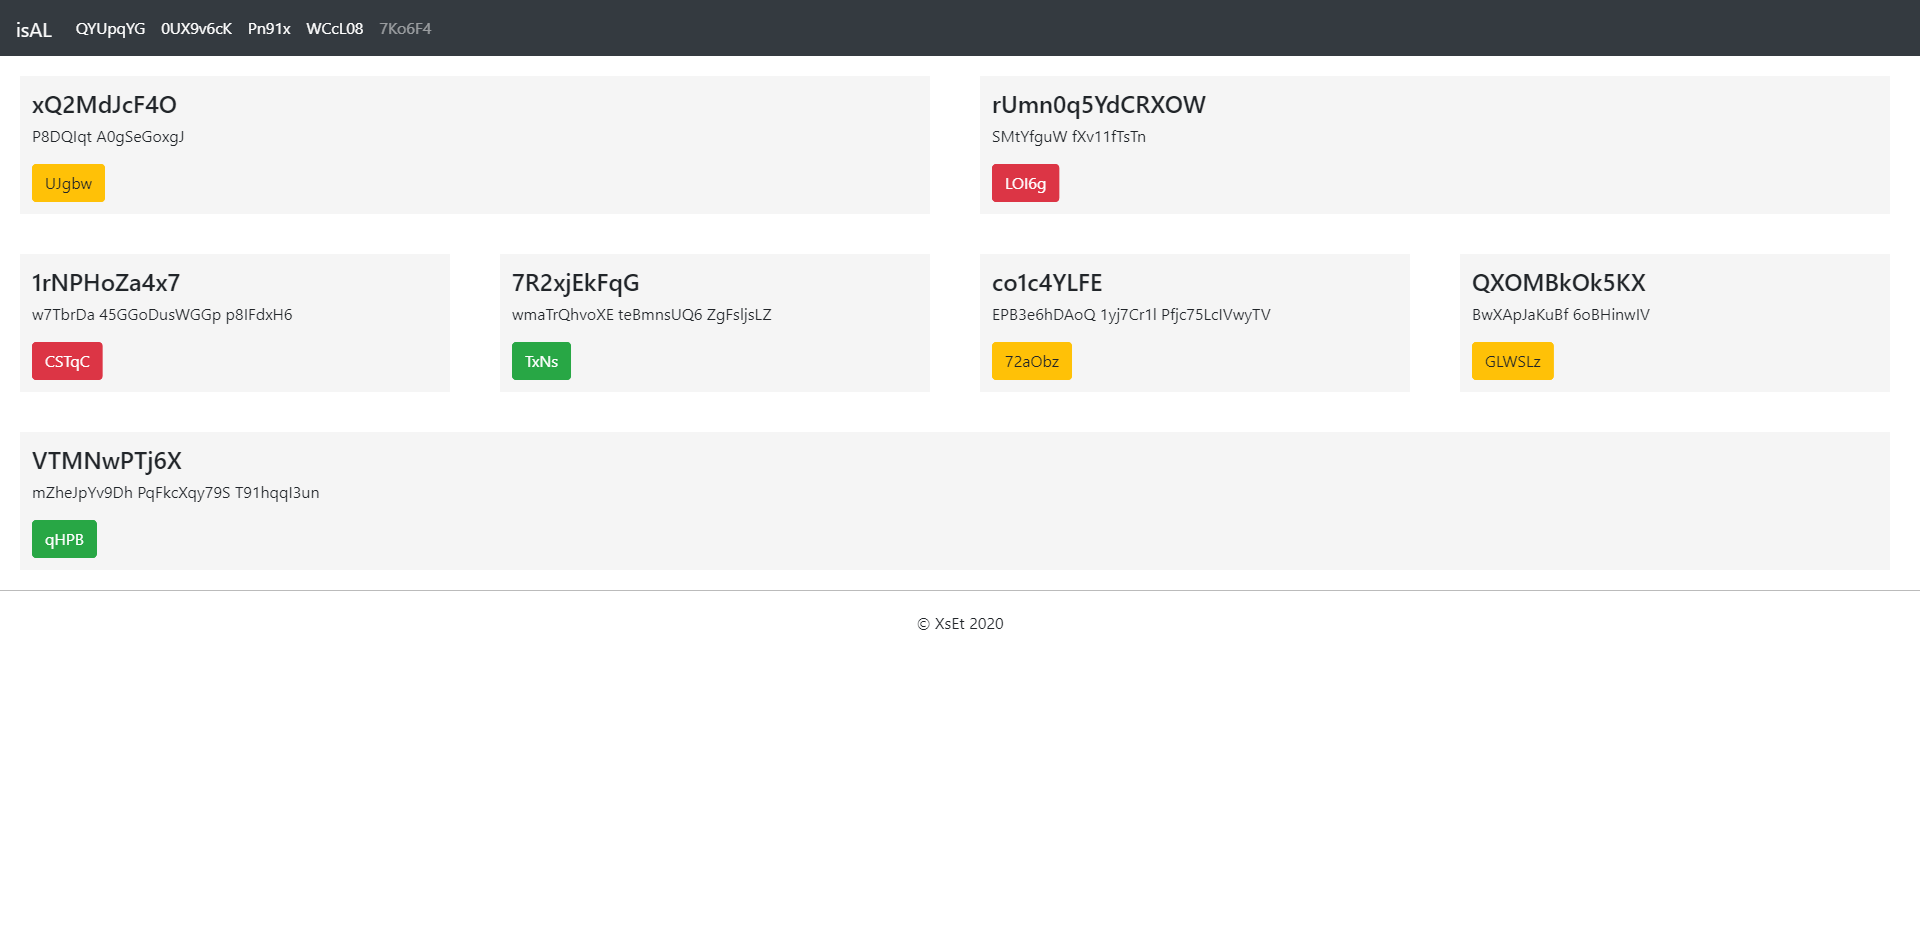 isAL QYUpqYG 0UX9v6cK Pn91x WCcL08 7Ko6F4
xQ2MdJcF4O
P8DQIqt A0gSeGoxgJ
UJgbw
rUmn0q5YdCRXOW
SMtYfguW fXv11fTsTn
LOI6g
1rNPHoZa4x7
w7TbrDa 45GGoDusWGGp p8IFdxH6
CSTqC
7R2xjEkFqG
wmaTrQhvoXE teBmnsUQ6 ZgFsljsLZ
TxNs
co1c4YLFE
EPB3e6hDAoQ 1yj7Cr1l Pfjc75LcIVwyTV
72aObz
QXOMBkOk5KX
BwXApJaKuBf 6oBHinwIV
GLWSLz
VTMNwPTj6X
mZheJpYv9Dh PqFkcXqy79S T91hqqI3un
qHPB
© XsEt 2020